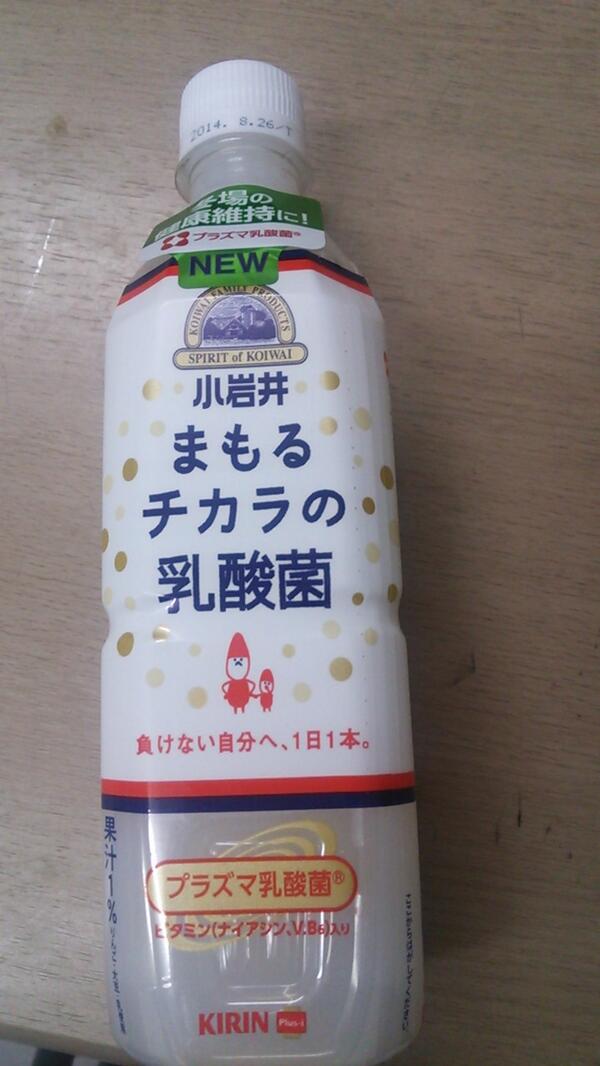 2014. 8.26/T
冬場の
健康維持に!
プラズマ乳酸菌®
NEW
KOIWAI FAMILY PRODUCTS
SPIRIT of KOIWAI
小岩井
まもる
チカラの
乳酸菌
負けない自分へ、1日1本。
果汁1%
プラズマ乳酸菌®
ビタミン(ナイアシン、V.B6)入り
KIRIN Plus-i